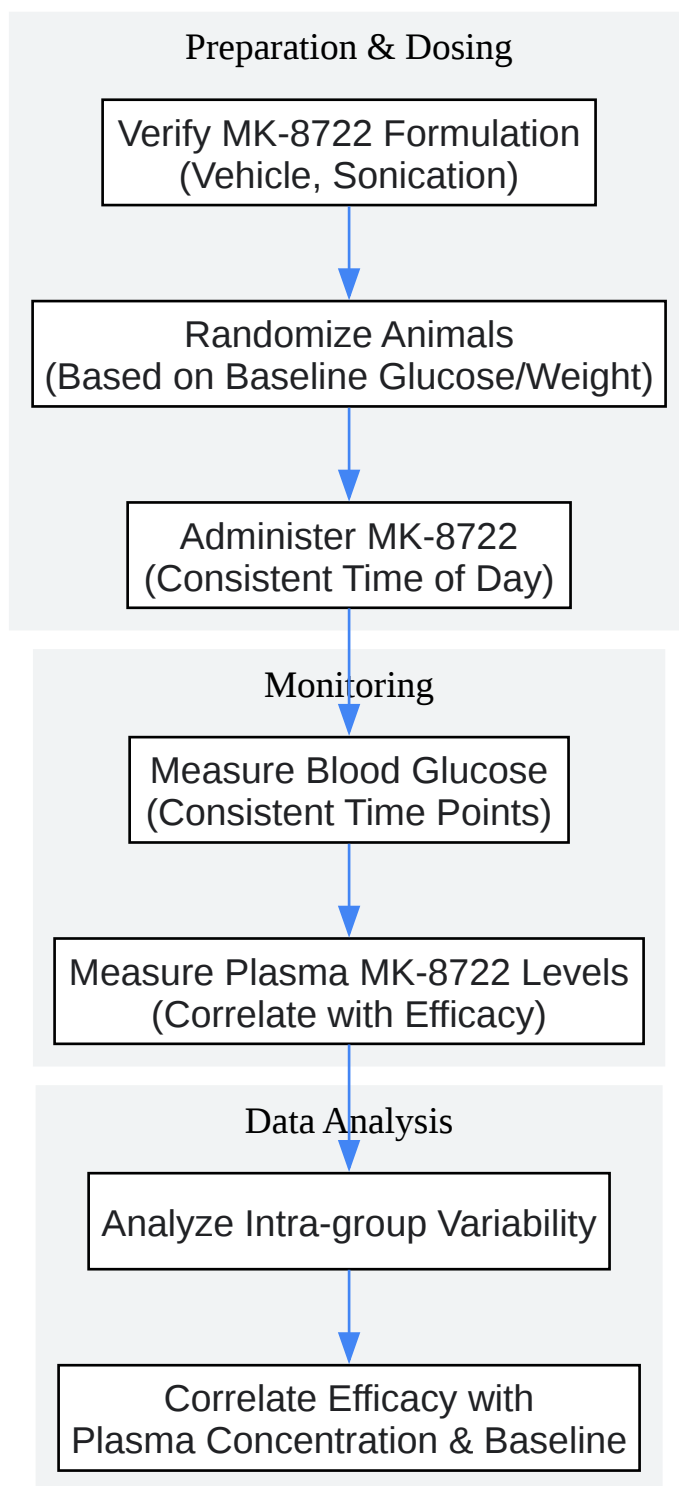 Preparation & Dosing
Verify MK-8722 Formulation
(Vehicle, Sonication)
Randomize Animals
(Based on Baseline Glucose/Weight)
Administer MK-8722
(Consistent Time of Day)
Monitoring
Measure Blood Glucose
(Consistent Time Points)
Measure Plasma MK-8722 Levels
(Correlate with Efficacy)
Data Analysis
Analyze Intra-group Variability
Correlate Efficacy with
Plasma Concentration & Baseline